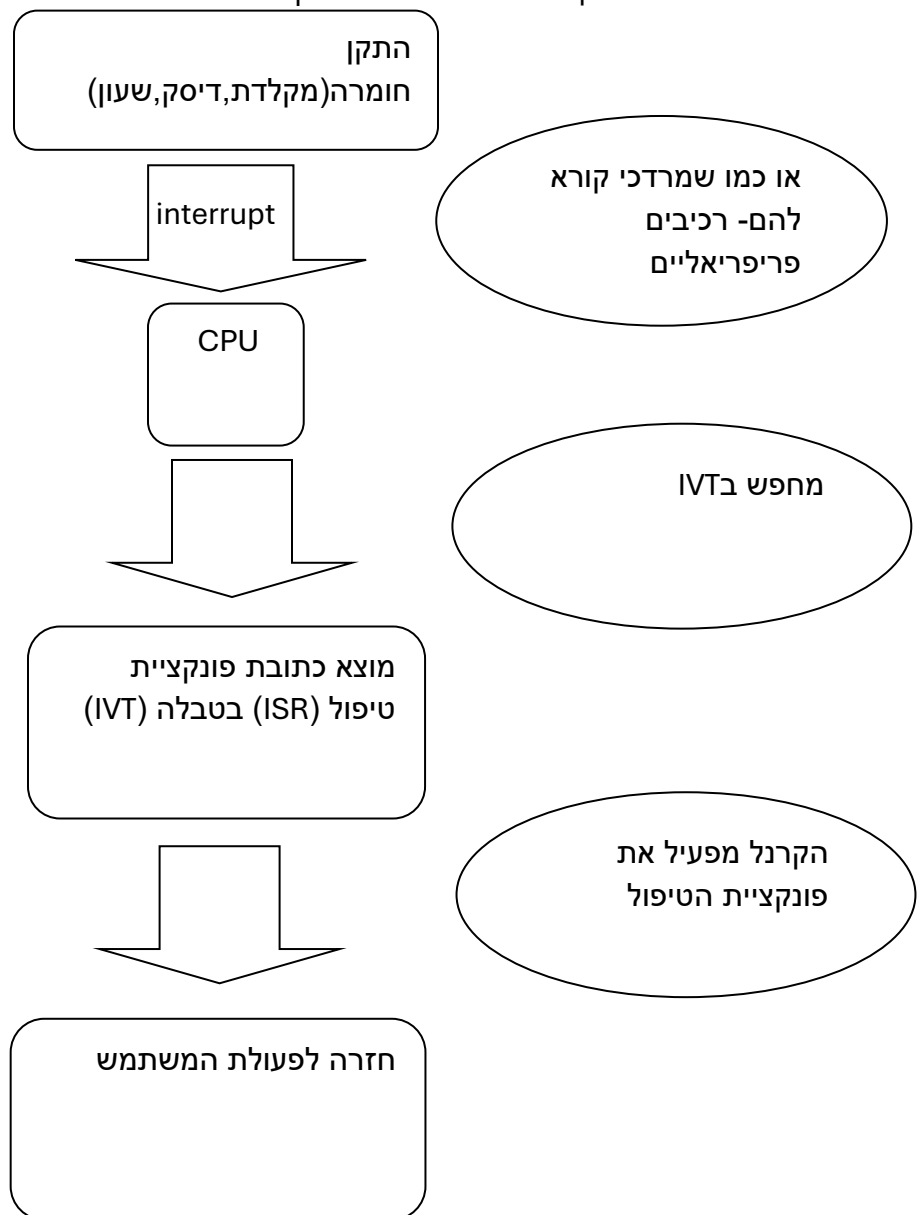 התקן
חומרה(מקלדת,דיסק,שעון)
interrupt
או כמו שמרדכי קורא
להם- רכיבים
פריפריאליים
CPU
מחפש בIVT
מוצא כתובת פונקציית
טיפול (ISR) בטבלה (IVT)
הקרנל מפעיל את
פונקציית הטיפול
חזרה לפעולת המשתמש